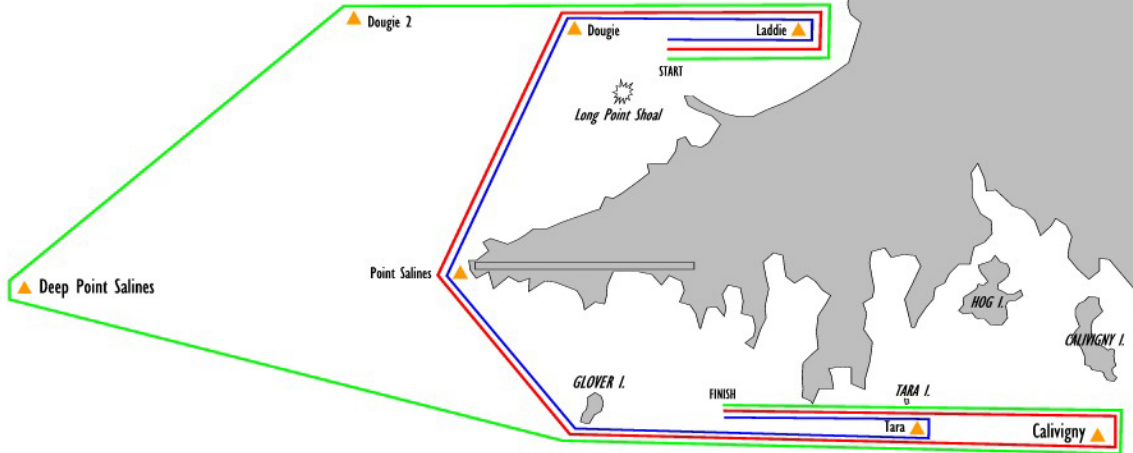 Dougie 2
Dougie
Laddie
START
Long Point Shoal
Point Salines
Deep Point Salines
HOG I.
CALIVIGNY I.
GLOVER I.
FINISH
TARA I.
Tara
Calivigny